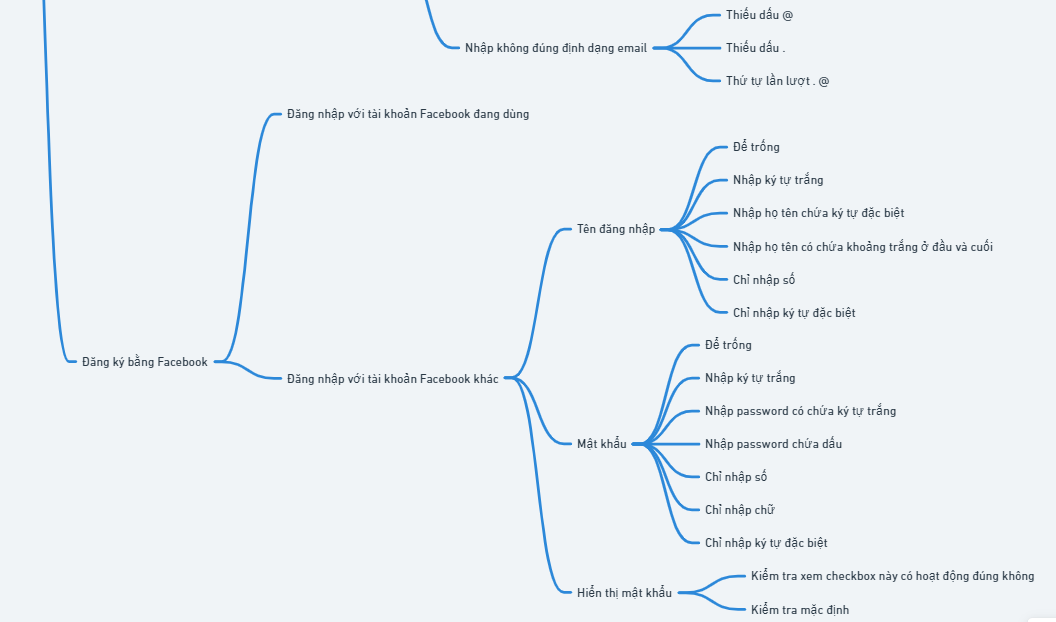 Thiếu dấu @
Nhập không đúng định dạng email
Thiếu dấu .
Thứ tự lần lượt . @
Đăng nhập với tài khoản Facebook đang dùng
Để trống
Nhập ký tự trắng
Nhập họ tên chứa ký tự đặc biệt
Tên đăng nhập
Nhập họ tên có chứa khoảng trắng ở đầu và cuối
Chỉ nhập số
Chỉ nhập ký tự đặc biệt
Đăng ký bằng Facebook
Đăng nhập với tài khoản Facebook khác
Để trống
Nhập ký tự trắng
Nhập password có chứa ký tự trắng
Mật khẩu
Nhập password chứa dấu
Chỉ nhập số
Chỉ nhập chữ
Chỉ nhập ký tự đặc biệt
Hiển thị mật khẩu
Kiểm tra xem checkbox này có hoạt động đúng không
Kiểm tra mặc định